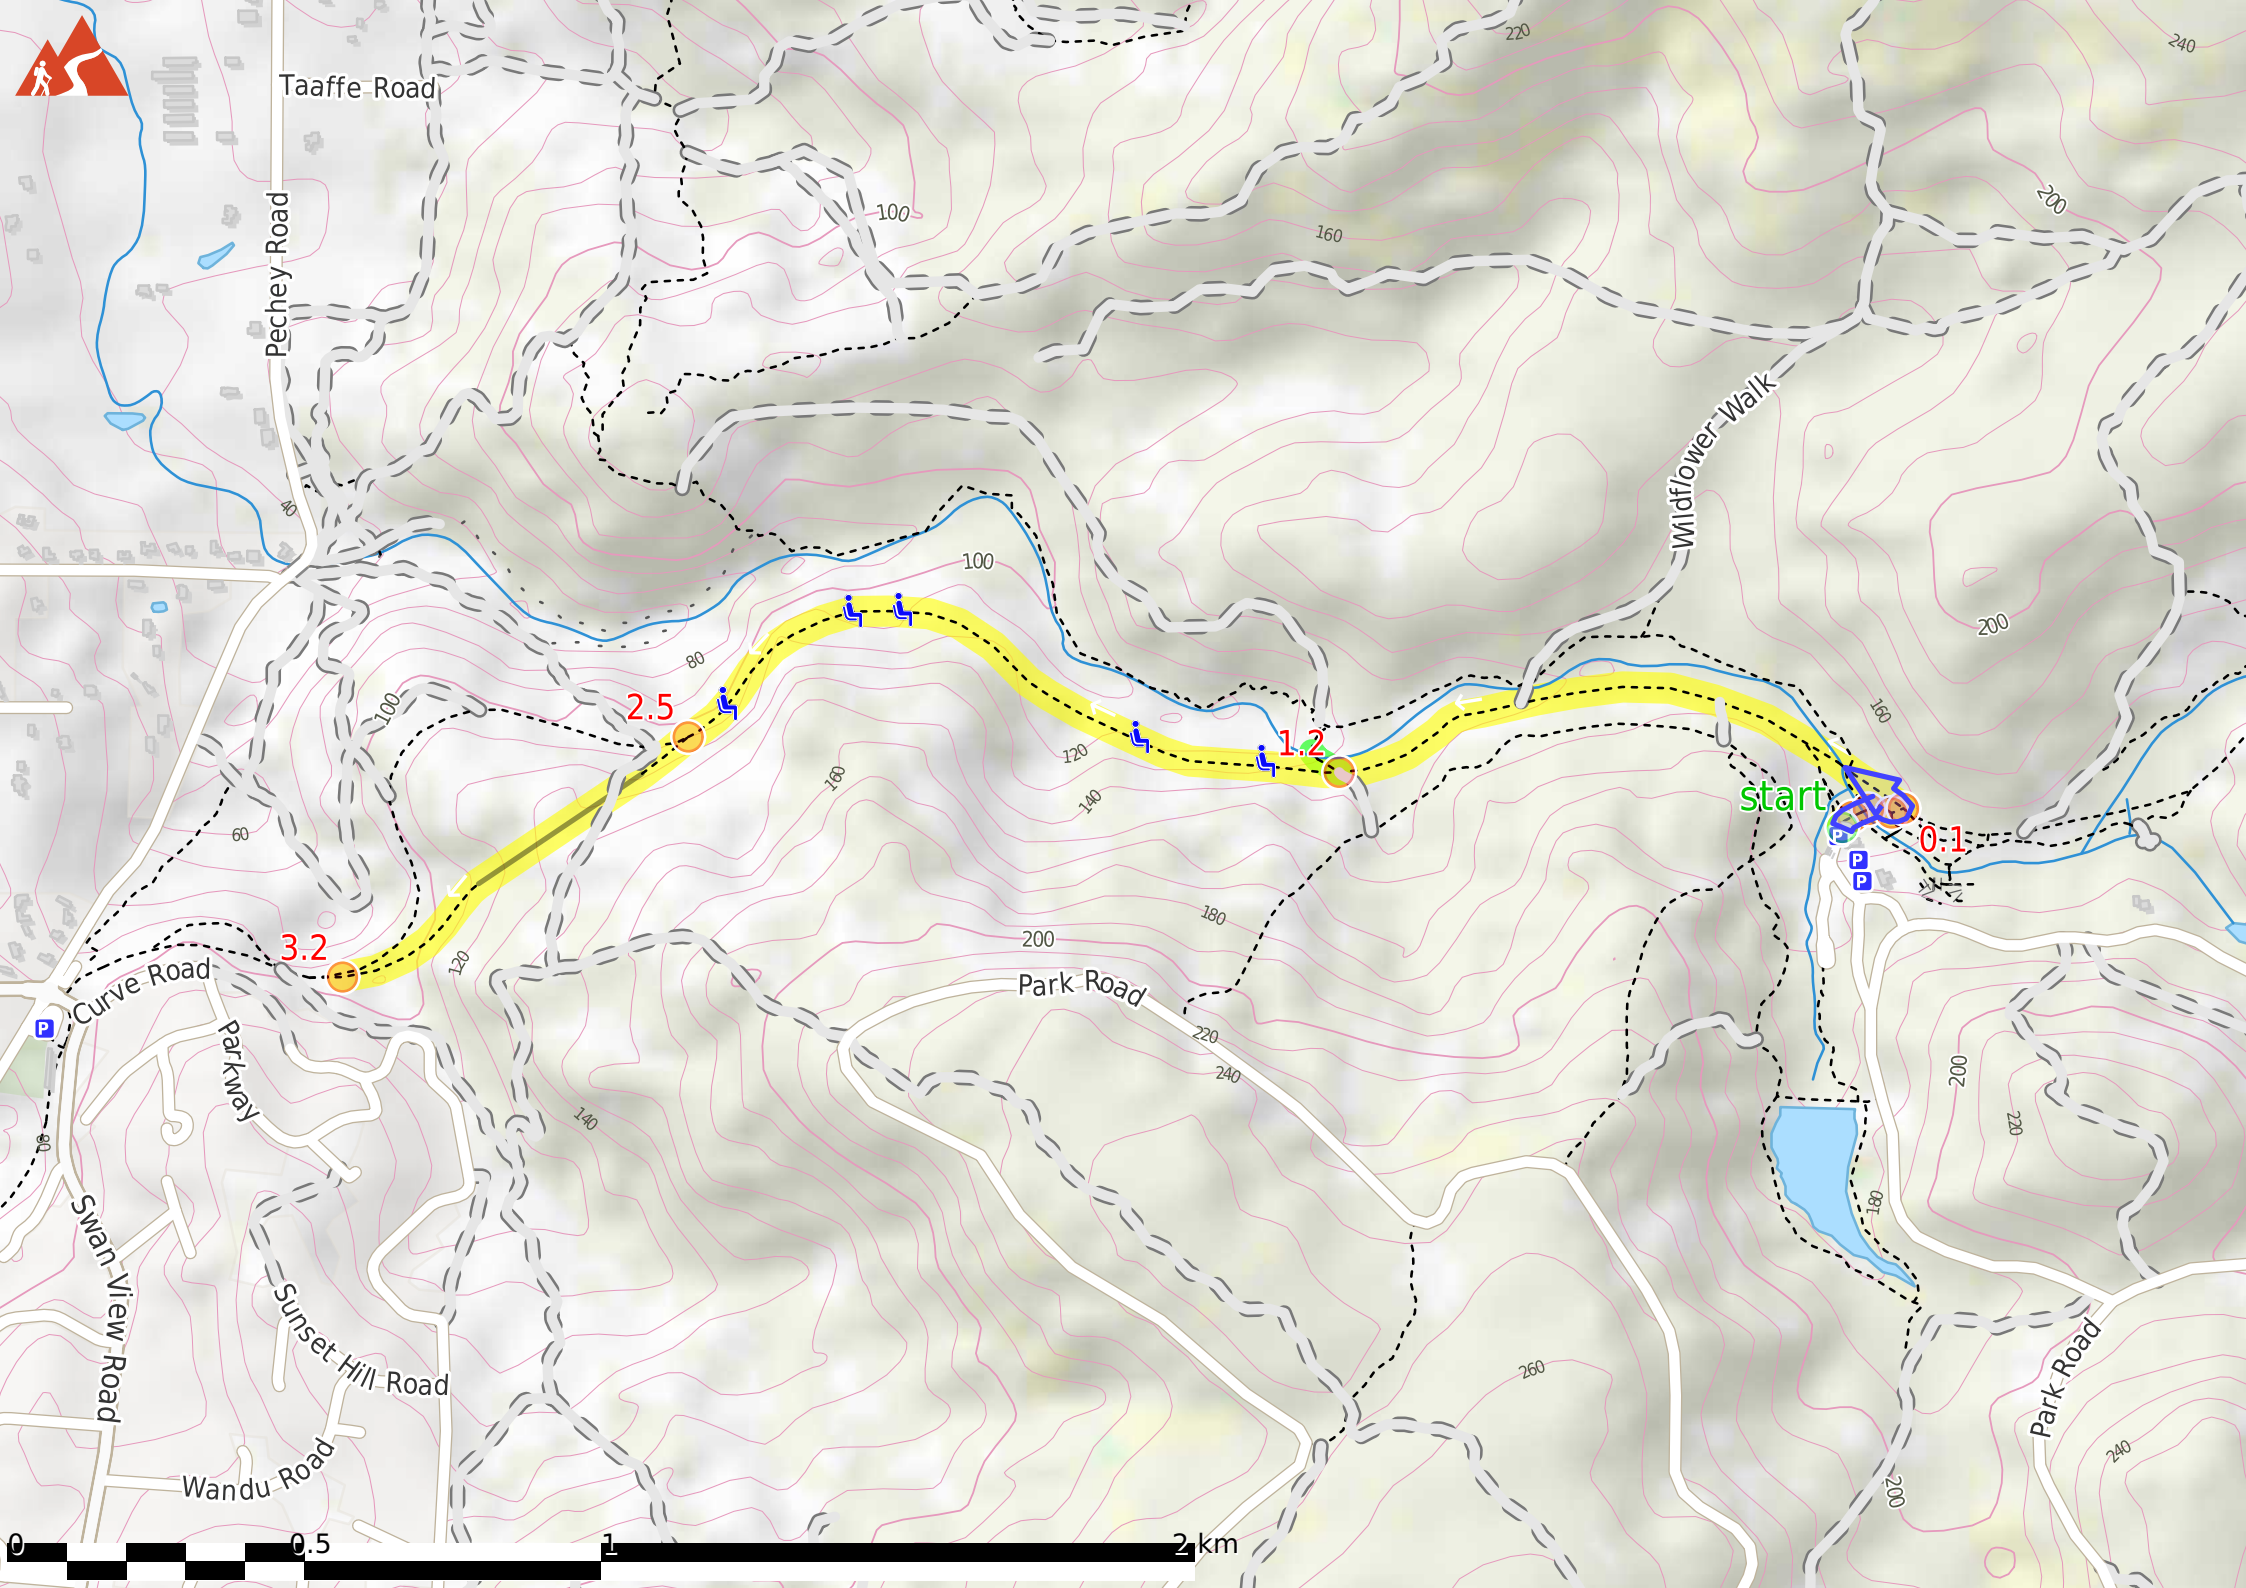 220
240
Taaffe Road
200
100
Pechey Road
160
Wildflower Walk
40
100
200
80
2.5
100
160
1.2
120
start
160
140
60
0.1
180
3.2
200
120
Curve Road
Park Road
P
P
P
P
220
Parkway
240
200
140
220
80
180
Swan View Road
Sunset Hill Road
260
Park Road
240
Wandu Road
200
0
0.5
1
2 km